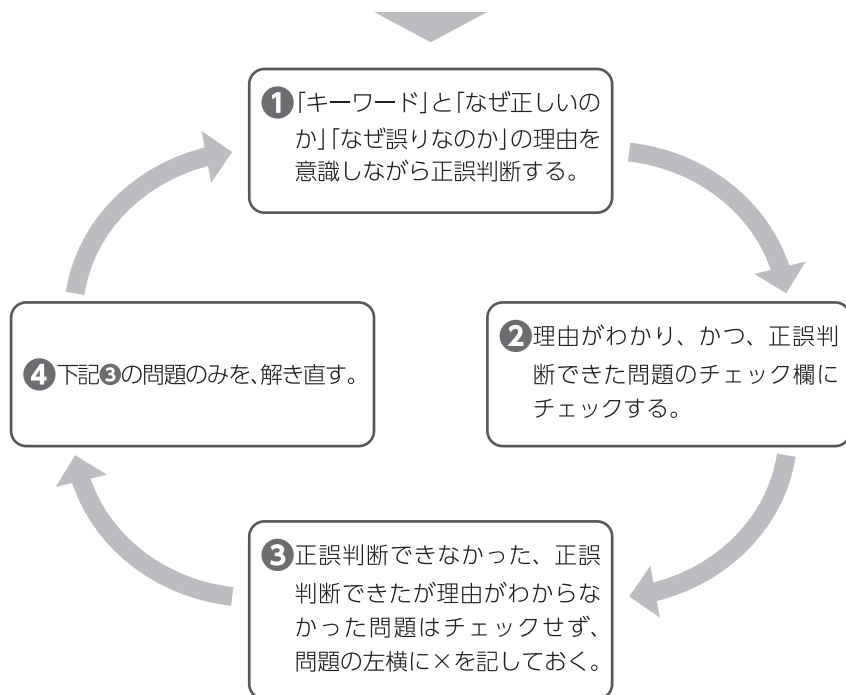 ❶「キーワード」と「なぜ正しいの
か」「なぜ誤りなのか」の理由を
意識しながら正誤判断する。
❷理由がわかり、かつ、正誤判
断できた問題のチェック欄に
チェックする。
❸正誤判断できなかった、正誤
判断できたが理由がわからな
かった問題はチェックせず、
問題の左横に×を記しておく。
❹下記❸の問題のみを、解き直す。